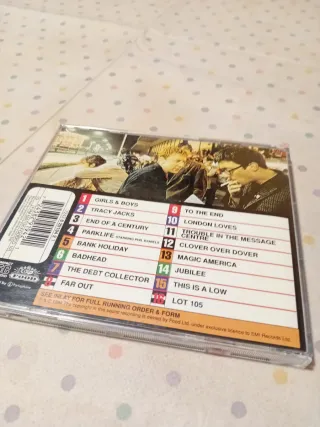 1 GIRLS & BOYS
2 TRACY JACKS
3 END OF A CENTURY
4 PARKLIFE
5 BANK HOLIDAY
6 BADHEAD
7 THE DEBT COLLECTOR
FAR OUT
TO THE END
10 LONDON LOVES
11 TROUBLE IN THE MESSAGE
CENTRE
12 CLOVER OVER DOVER
13 MAGIC AMERICA
14 JUBILEE
15 THIS IS A LOW
LOT 105
SEE INLAY FOR FULL RUNNING ORDER & FORM